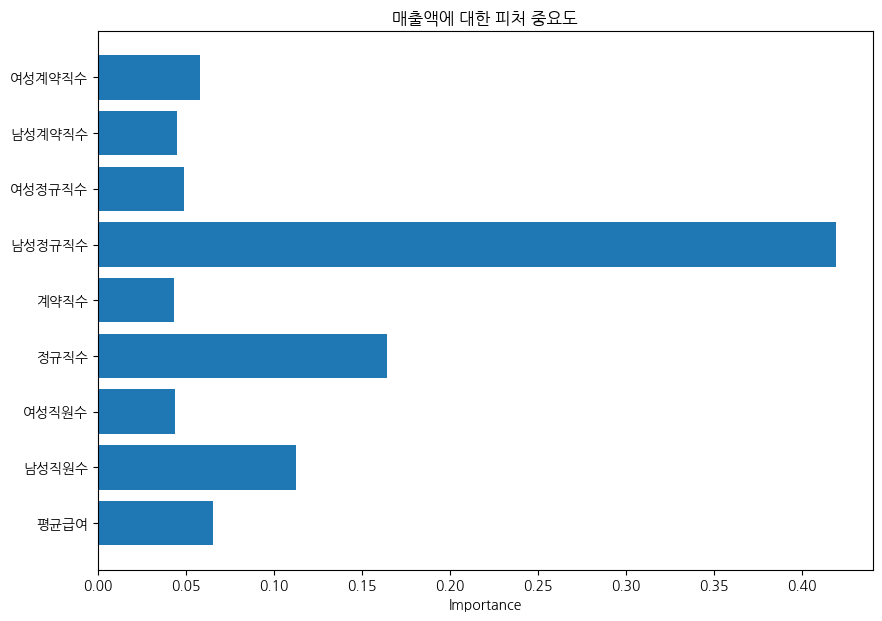 매출액에 대한 피처 중요도
여성계약직수
남성계약직수
여성정규직수
남성정규직수
계약직수
정규직수
여성직원수
남성직원수
평균급여
0.00 0.05 0.10 0.15 0.20 0.25 0.30 0.35 0.40
Importance